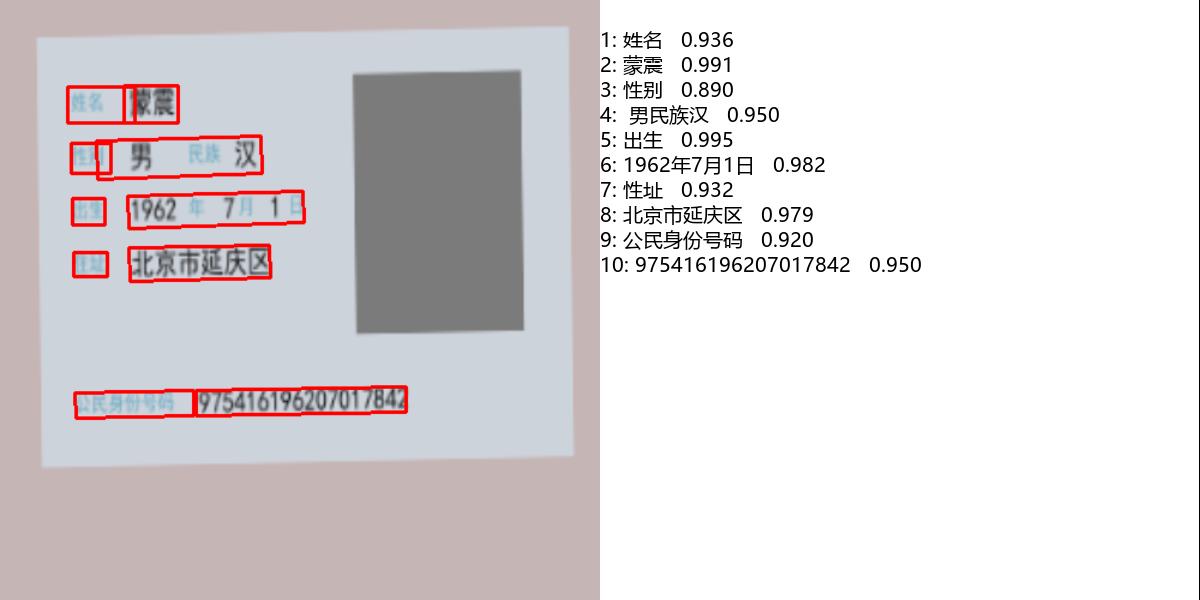 姓名 蒙震
性别 男 民族 汉
出生 1962 年 7 月 1 日
住址 北京市延庆区
公民身份号码 975416196207017842
1: 姓名 0.936
2: 蒙震 0.991
3: 性别 0.890
4: 男民族汉 0.950
5: 出生 0.995
6: 1962年7月1日 0.982
7: 性址 0.932
8: 北京市延庆区 0.979
9: 公民身份号码 0.920
10: 975416196207017842 0.950